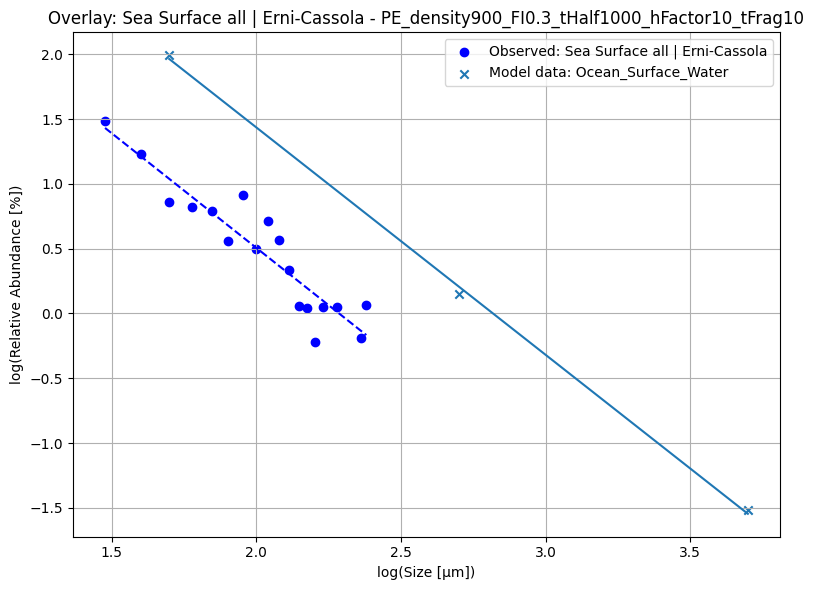 Overlay: Sea Surface all | Erni-Cassola - PE_density900_FI0.3_tHalf1000_hFactor10_tFrag10
Observed: Sea Surface all | Erni-Cassola
Model data: Ocean_Surface_Water
log(Relative Abundance [%])
2.0
1.5
1.0
0.5
0.0
−0.5
−1.0
−1.5
1.5 2.0 2.5 3.0 3.5
log(Size [μm])